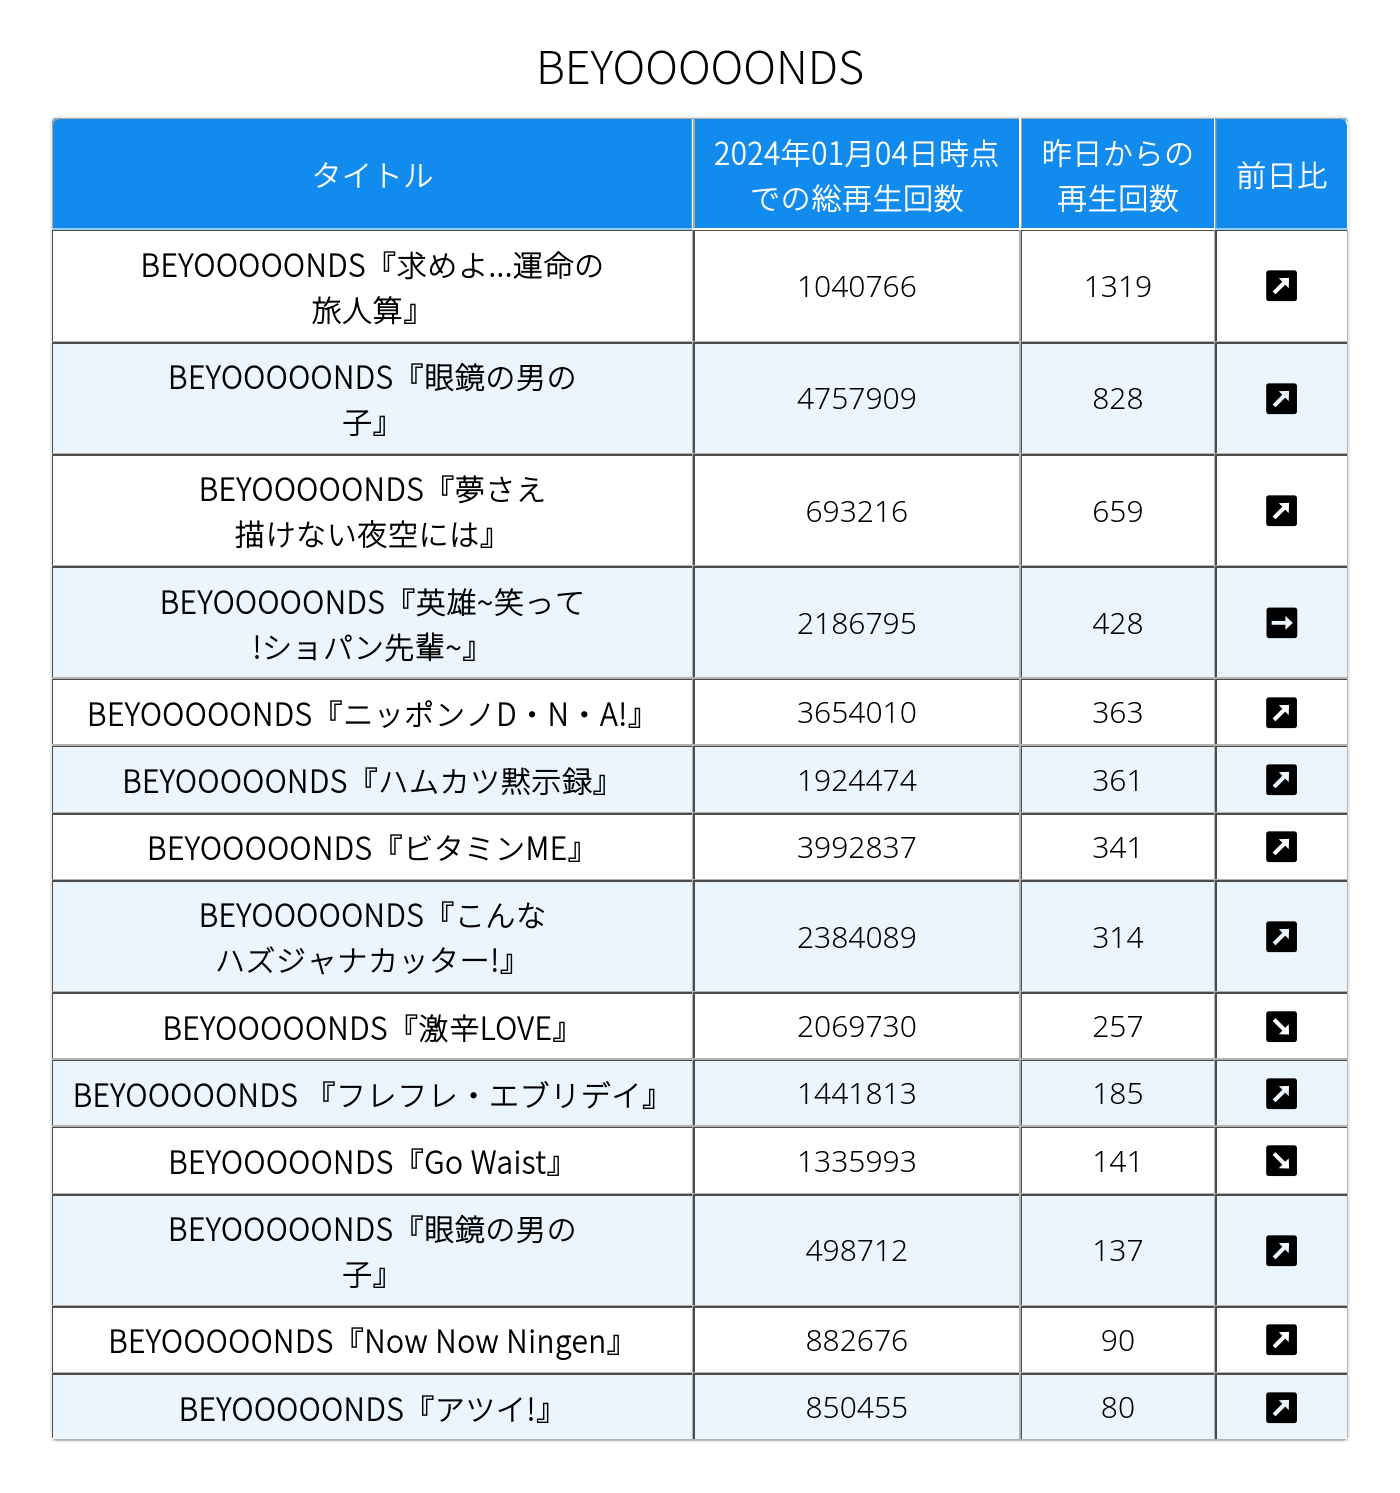 BEYOOOOONDS
タイトル
2024年01月04日時点
での総再生回数
昨日からの
再生回数
前日比
BEYOOOOONDS『求めよ...運命の
旅人算』
1040766
1319
BEYOOOOONDS『眼鏡の男の
子』
4757909
828
BEYOOOOONDS『夢さえ
描けない夜空には』
693216
659
BEYOOOOONDS『英雄~笑って
!ショパン先輩~』
2186795
428
BEYOOOOONDS『ニッポンノD・N・A!』
3654010
363
BEYOOOOONDS『ハムカツ黙示録』
1924474
361
BEYOOOOONDS『ビタミンME』
3992837
341
BEYOOOOONDS『こんな
ハズジャナカッター!』
2384089
314
BEYOOOOONDS『激辛LOVE』
2069730
257
BEYOOOOONDS 『フレフレ・エブリデイ』
1441813
185
BEYOOOOONDS『Go Waist』
1335993
141
BEYOOOOONDS『眼鏡の男の
子』
498712
137
BEYOOOOONDS『Now Now Ningen』
882676
90
BEYOOOOONDS『アツイ!』
850455
80